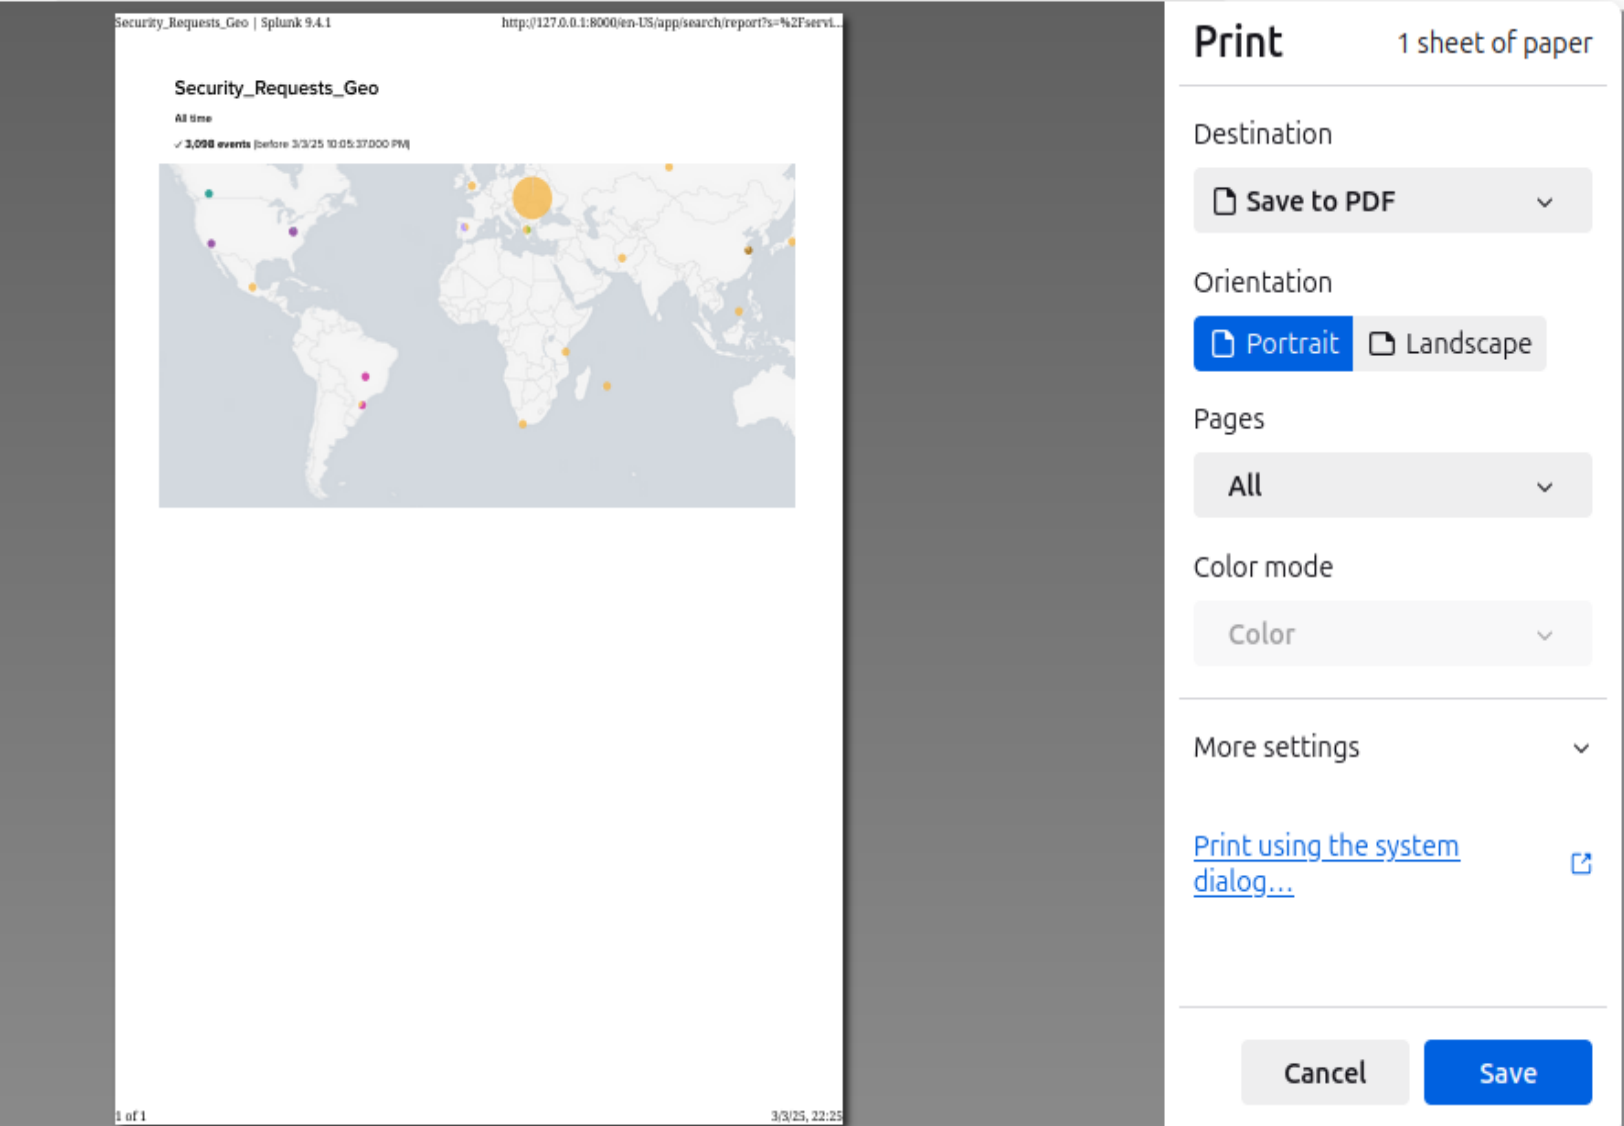 Security_Requests_Geo | Splunk 9.4.1
http://127.0.0.1:8000/en-US/app/search/report?s=%2Fservi...
Security_Requests_Geo
All time
✓ 3,098 events (before 3/3/25 10:05:37.000 PM)
1 of 1
3/3/25, 22:25
Print
1 sheet of paper
Destination
Save to PDF
Orientation
Portrait
Landscape
Pages
All
Color mode
Color
More settings
Print using the system
dialog...
Cancel
Save